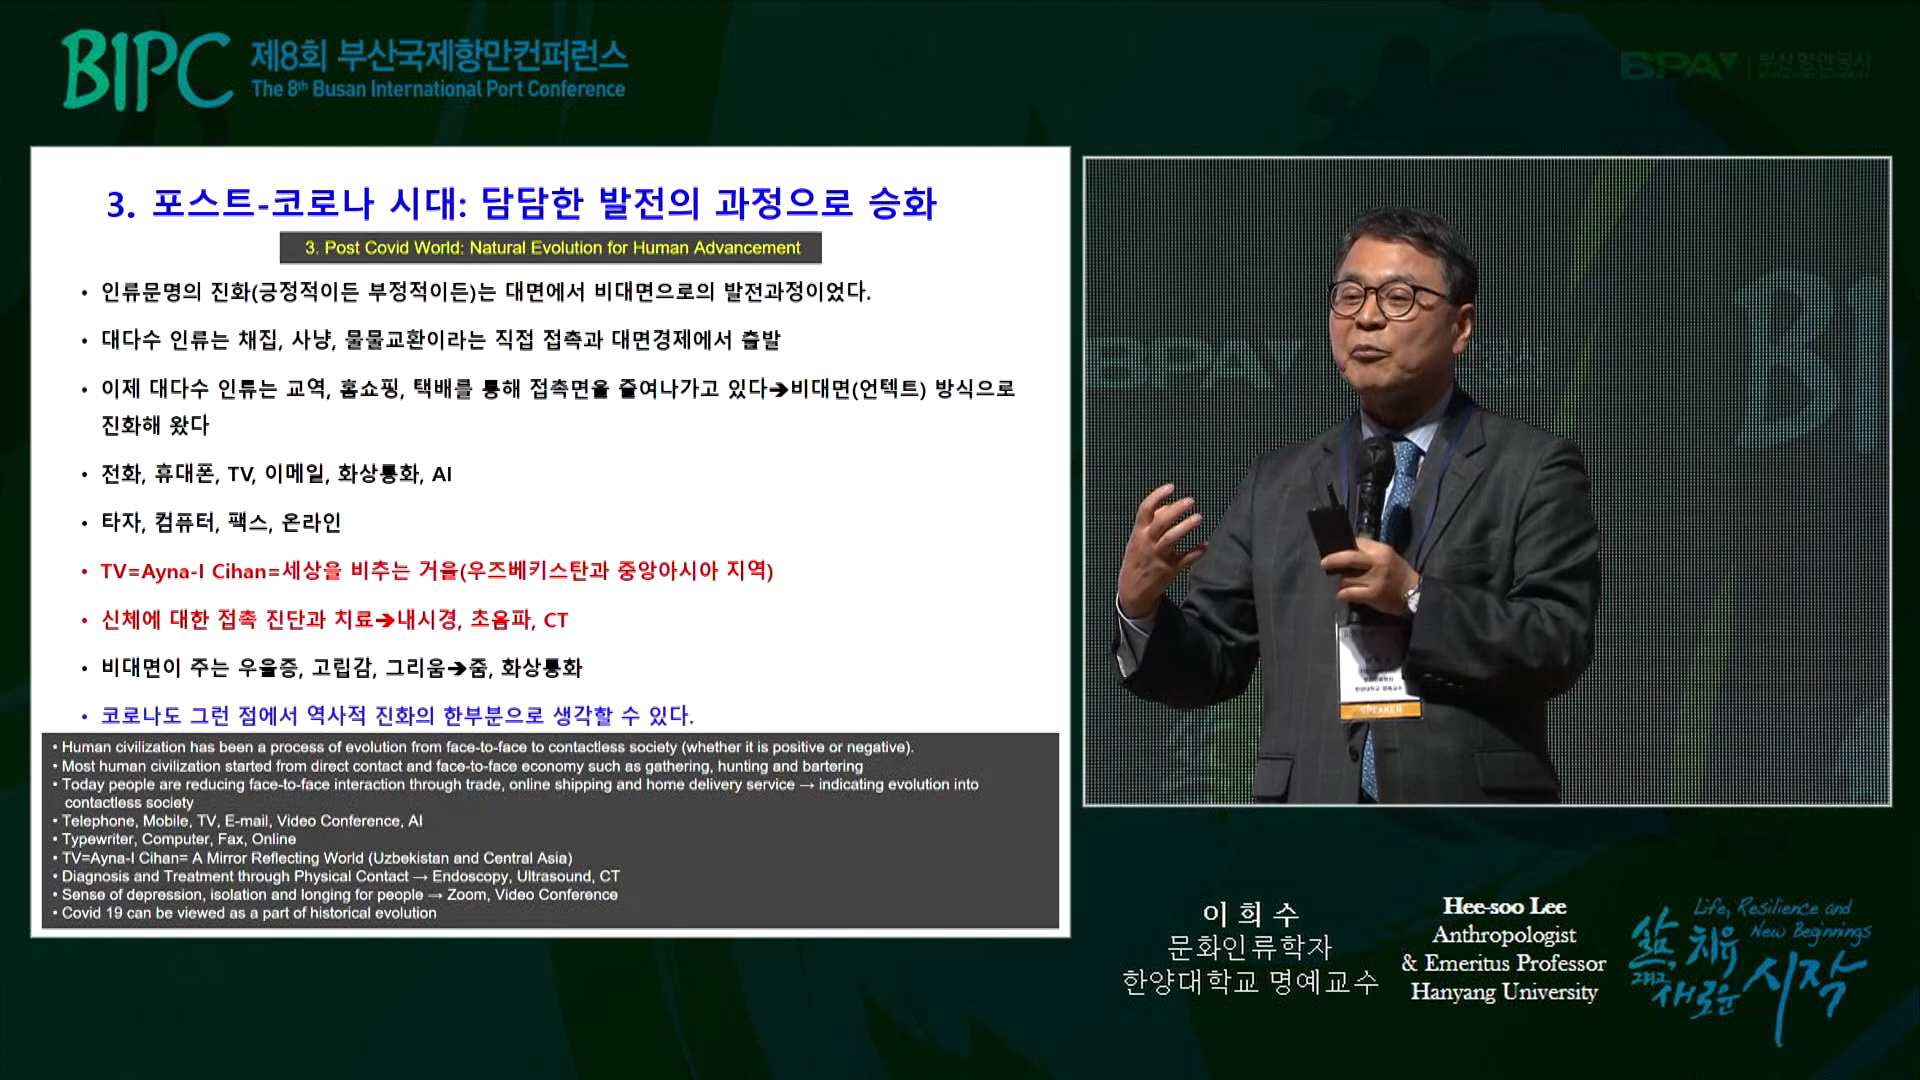 BIPC 제8회 부산국제항만컨퍼런스
The 8th Busan International Port Conference
BPA 부산항만공사
3. 포스트-코로나 시대: 담담한 발전의 과정으로 승화
3. Post Covid World: Natural Evolution for Human Advancement
• 인류문명의 진화(긍정적이든 부정적이든)는 대면에서 비대면으로의 발전과정이었다.
• 대다수 인류는 채집, 사냥, 물물교환이라는 직접 접촉과 대면경제에서 출발
• 이제 대다수 인류는 교역, 홈쇼핑, 택배를 통해 접촉면을 줄여나가고 있다➔비대면(언텍트) 방식으로
진화해 왔다
• 전화, 휴대폰, TV, 이메일, 화상통화, AI
• 타자, 컴퓨터, 팩스, 온라인
• TV=Ayna-I Cihan=세상을 비추는 거울(우즈베키스탄과 중앙아시아 지역)
• 신체에 대한 접촉 진단과 치료➔내시경, 초음파, CT
• 비대면이 주는 우울증, 고립감, 그리움➔줌, 화상통화
• 코로나도 그런 점에서 역사적 진화의 한부분으로 생각할 수 있다.
• Human civilization has been a process of evolution from face-to-face to contactless society (whether it is positive or negative).
• Most human civilization started from direct contact and face-to-face economy such as gathering, hunting and bartering
• Today people are reducing face-to-face interaction through trade, online shipping and home delivery service → indicating evolution into
contactless society
• Telephone, Mobile, TV, E-mail, Video Conference, AI
• Typewriter, Computer, Fax, Online
• TV=Ayna-I Cihan= A Mirror Reflecting World (Uzbekistan and Central Asia)
• Diagnosis and Treatment through Physical Contact → Endoscopy, Ultrasound, CT
• Sense of depression, isolation and longing for people → Zoom, Video Conference
• Covid 19 can be viewed as a part of historical evolution
BPA
BI
한양대학교 명예교수
SPEAKER
이 희 수
문화인류학자
한양대학교 명예교수
Hee-soo Lee
Anthropologist
& Emeritus Professor
Hanyang University
Life, Resilience and
New Beginnings
삶, 치유
그리고
새로운 시작